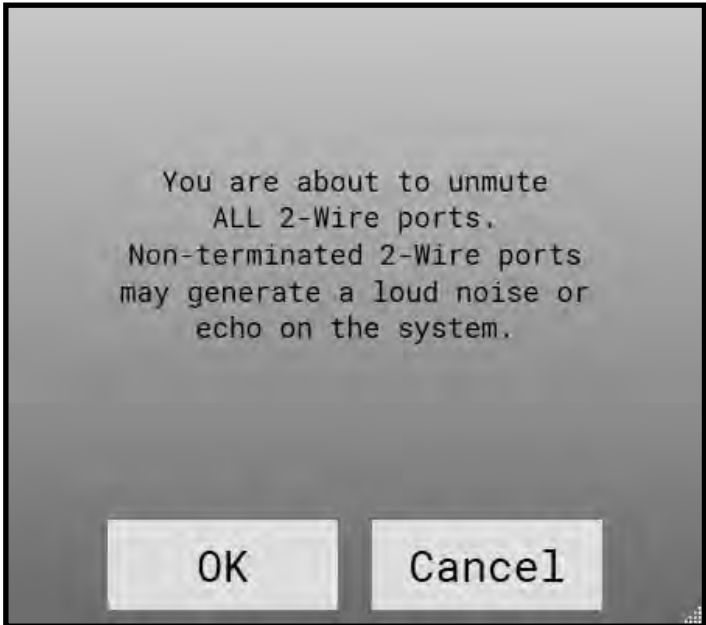 You are about to unmute
ALL 2-Wire ports.
Non-terminated 2-Wire ports
may generate a loud noise or
echo on the system.
OK
Cancel